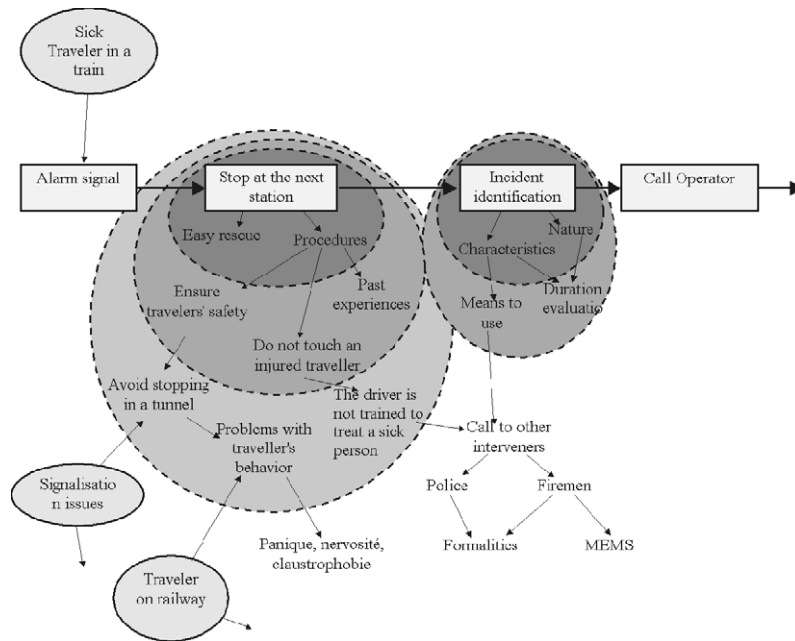 Sick
Traveler in a
train
Alarm signal
Stop at the next
station
Incident
identification
Call Operator
Easy rescue
Procedures
Nature
Characteristics
Ensure
travelers' safety
Past
experiences
Means to
use
Duration
evaluatio
Do not touch an
injured traveller
Avoid stopping
in a tunnel
The driver is
not trained to
treat a sick
person
Problems with
traveller's
behavior
Call to other
interveners
Signalisatio
n issues
Police
Firemen
Panique, nervosité,
claustrophobie
Formalities
MEMS
Traveler
on railway